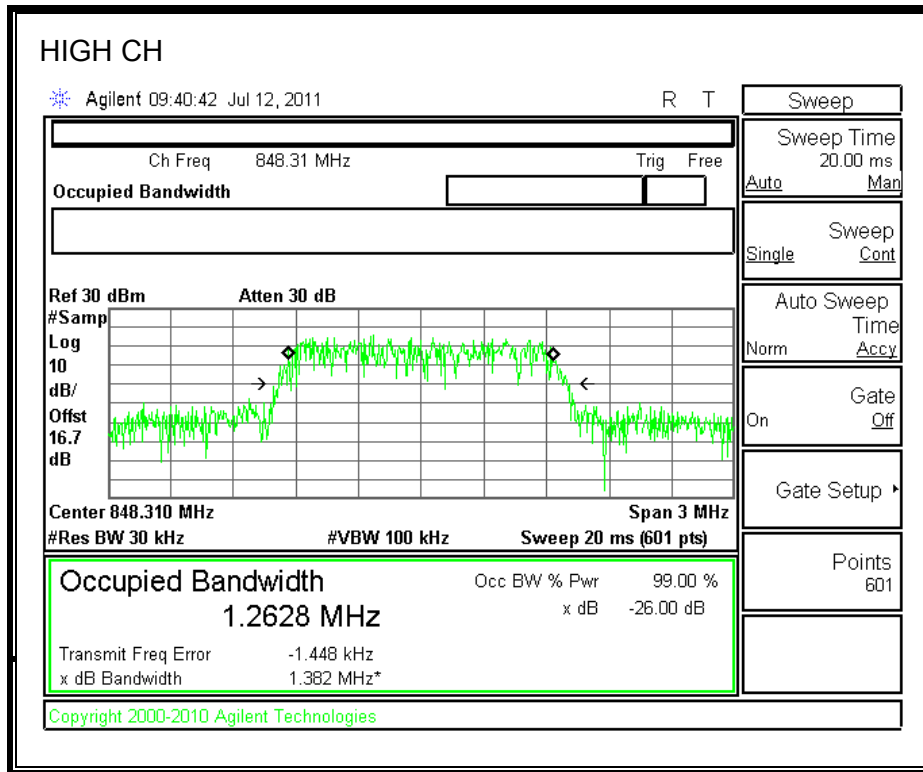 HIGH CH
Agilent 09:40:42 Jul 12, 2011 R T
Ch Freq 848.31 MHz Trig Free
Occupied Bandwidth
Ref 30 dBm Atten 30 dB
#Samp
Log
10
dB/
Offst
16.7
dB
Center 848.310 MHz Span 3 MHz
#Res BW 30 kHz #VBW 100 kHz Sweep 20 ms (601 pts)
Occupied Bandwidth Occ BW % Pwr 99.00 %
1.2628 MHz x dB -26.00 dB
Transmit Freq Error -1.448 kHz
x dB Bandwidth 1.382 MHz*
Copyright 2000-2010 Agilent Technologies
Sweep
Sweep Time
20.00 ms
Auto Man
Sweep
Single Cont
Auto Sweep
Time
Norm Accy
Gate
On Off
Gate Setup
Points
601